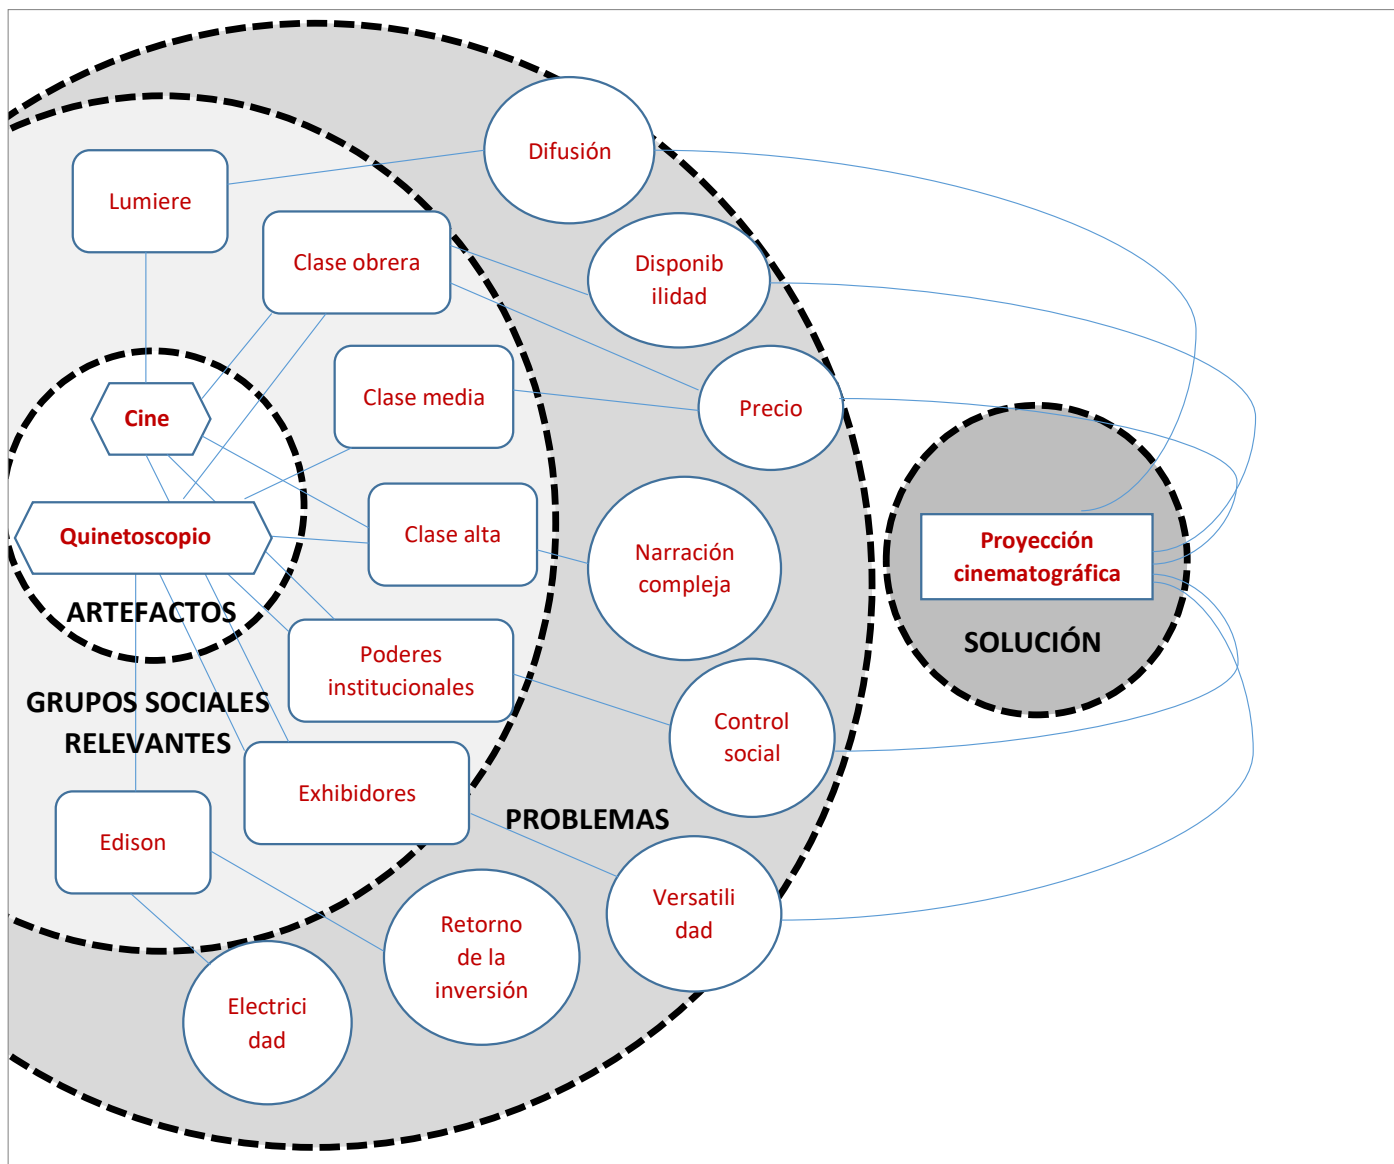 Difusión
Lumiere
Clase obrera
Disponib
ilidad
Clase media
Precio
Cine
Quinetoscopio
Clase alta
Narración
compleja
Proyección
cinematográfica
ARTEFACTOS
SOLUCIÓN
Poderes
institucionales
GRUPOS SOCIALES
RELEVANTES
Control
social
Exhibidores
PROBLEMAS
Edison
Versatili
dad
Retorno
de la
inversión
Electrici
dad